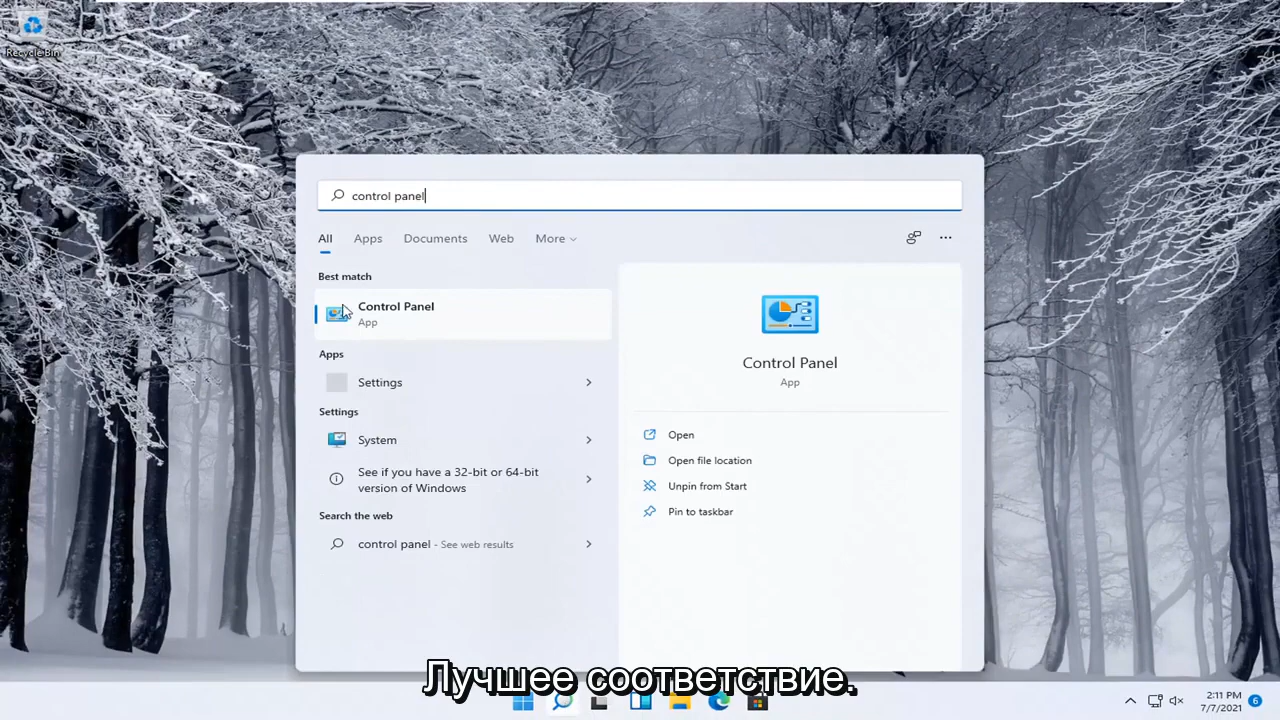 Recycle Bin
control panel
All Apps Documents Web More
Best match
Control Panel
App
Apps
Settings
Settings
System
See if you have a 32-bit or 64-bit
version of Windows
Search the web
control panel - See web results
Control Panel
App
Open
Open file location
Unpin from Start
Pin to taskbar
Лучшее соответствие.
2:11 PM
7/7/2021
6